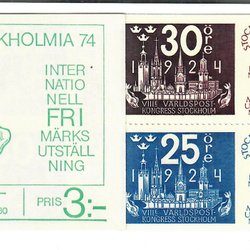 KHOLMIA 74
INTER
NATIO
NELL
FRI
MÄRKS
UTSTÄLL
NING
PRIS 3:-
30 öre
1924
VIII: VÄRLDSPOST-
KONGRESS STOCKHOLM
25 öre
1924
VIII: VÄRLDSPOST-
KONGRESS STOCKHOLM